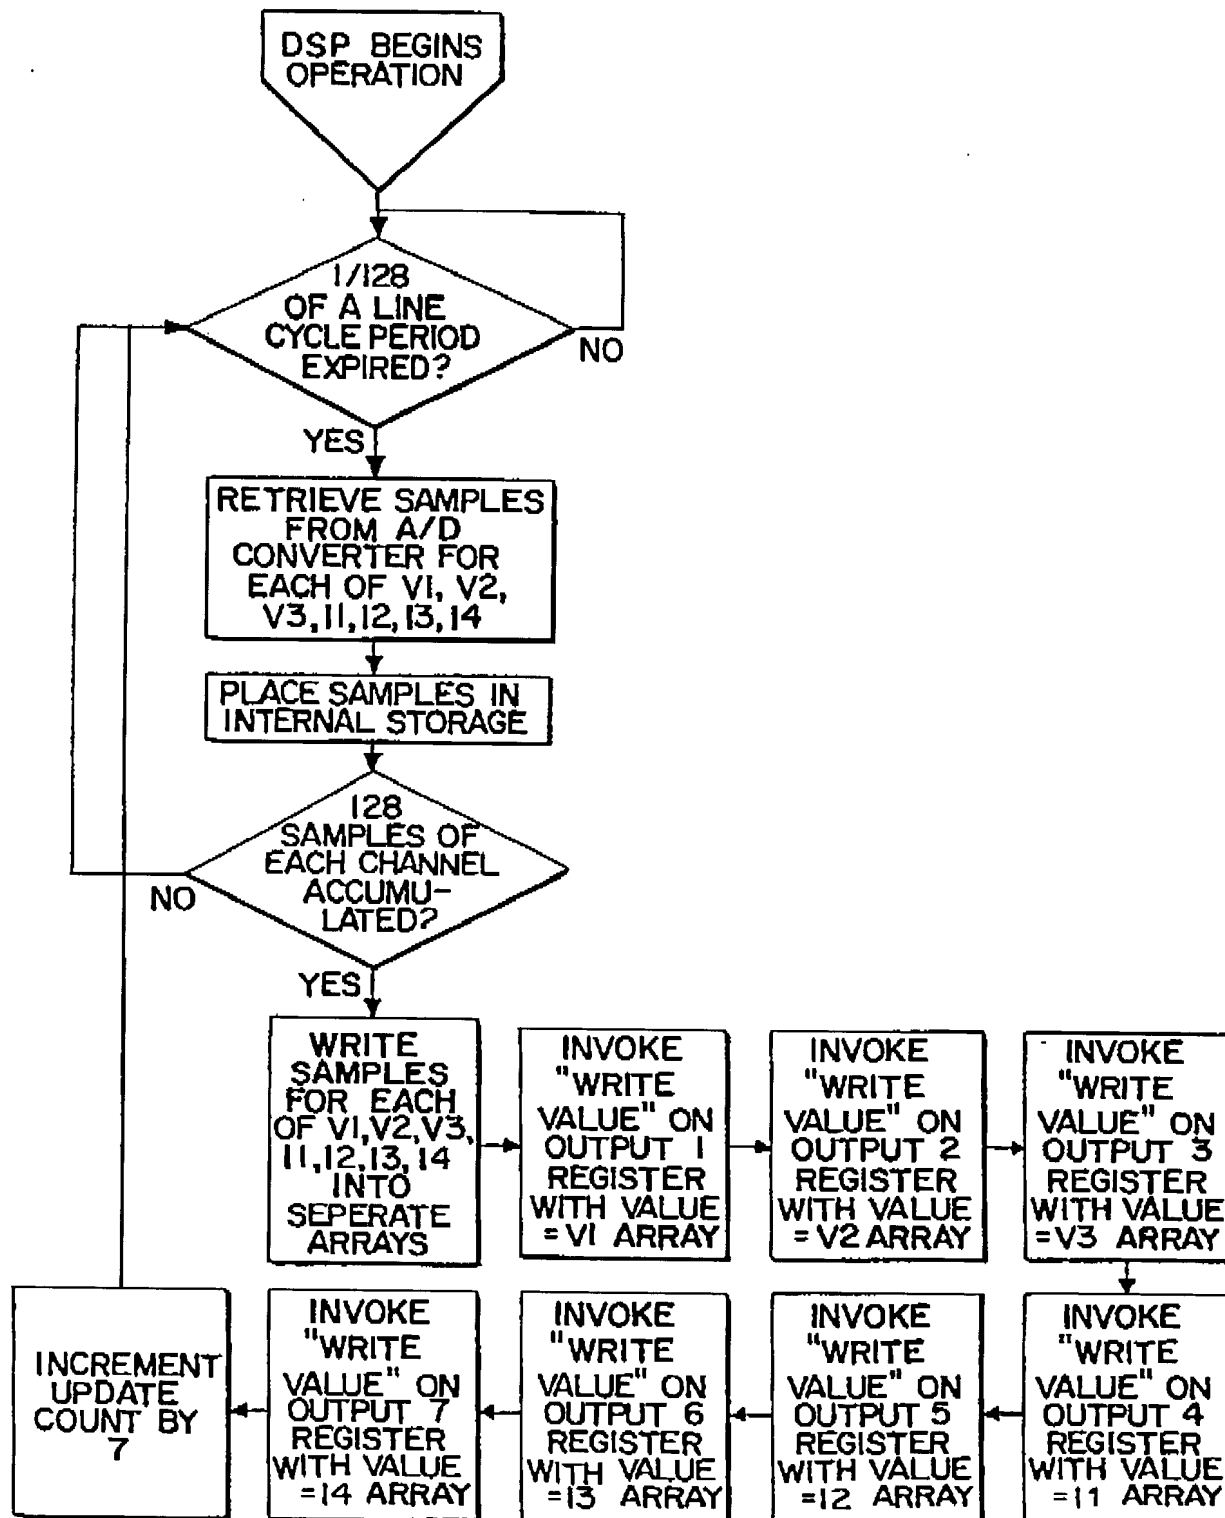 DSP BEGINS
OPERATION
1/128
OF A LINE
CYCLE PERIOD
EXPIRED?
NO
YES
RETRIEVE SAMPLES
FROM A/D
CONVERTER FOR
EACH OF V1, V2,
V3,I1,I2,I3,I4
PLACE SAMPLES IN
INTERNAL STORAGE
128
SAMPLES OF
EACH CHANNEL
ACCUMU-
LATED?
NO
YES
WRITE
SAMPLES
FOR EACH
OF V1,V2,V3,
I1,I2,I3,I4
INTO
SEPERATE
ARRAYS
INVOKE
"WRITE
VALUE" ON
OUTPUT 1
REGISTER
WITH VALUE
=V1 ARRAY
INVOKE
"WRITE
VALUE" ON
OUTPUT 2
REGISTER
WITH VALUE
=V2 ARRAY
INVOKE
"WRITE
VALUE" ON
OUTPUT 3
REGISTER
WITH VALUE
=V3 ARRAY
INVOKE
"WRITE
VALUE" ON
OUTPUT 4
REGISTER
WITH VALUE
=I1 ARRAY
INVOKE
"WRITE
VALUE" ON
OUTPUT 5
REGISTER
WITH VALUE
=I2 ARRAY
INVOKE
"WRITE
VALUE" ON
OUTPUT 6
REGISTER
WITH VALUE
=I3 ARRAY
INVOKE
"WRITE
VALUE" ON
OUTPUT 7
REGISTER
WITH VALUE
=I4 ARRAY
INCREMENT
UPDATE
COUNT BY
7